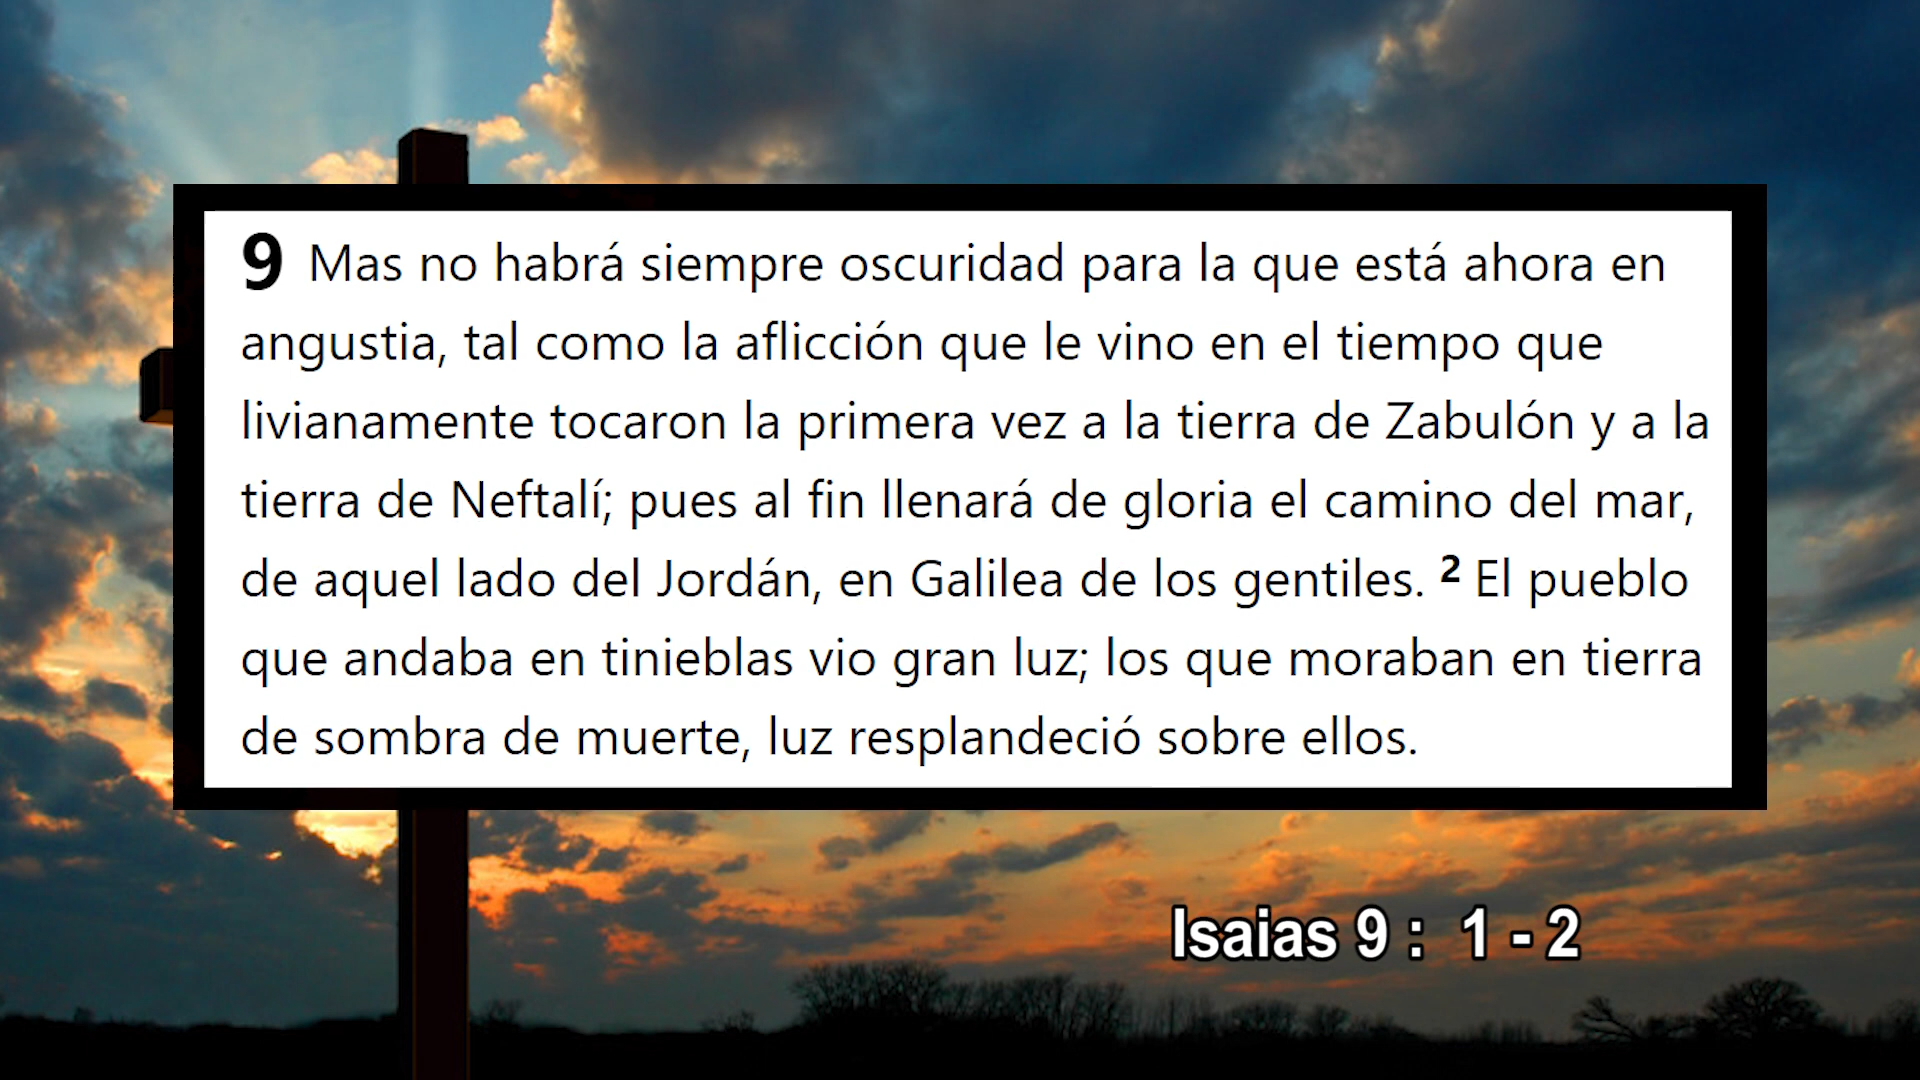 9 Mas no habrá siempre oscuridad para la que está ahora en
angustia, tal como la aflicción que le vino en el tiempo que
livianamente tocaron la primera vez a la tierra de Zabulón y a la
tierra de Neftalí; pues al fin llenará de gloria el camino del mar,
de aquel lado del Jordán, en Galilea de los gentiles. 2 El pueblo
que andaba en tinieblas vio gran luz; los que moraban en tierra
de sombra de muerte, luz resplandeció sobre ellos.
Isaias 9 : 1 - 2